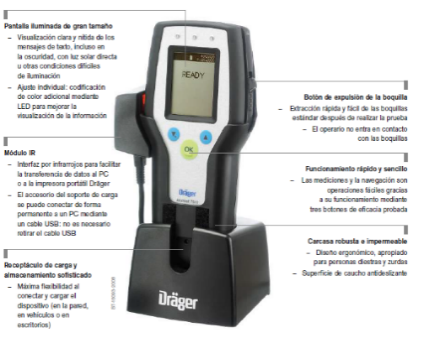 Pantalla iluminada de gran tamaño
– Visualización clara y nítida de los
mensajes de texto, incluso en
la oscuridad, con luz solar directa
u otras condiciones difíciles
de iluminación
– Ajuste individual: codificación
de color adicional mediante
LED para mejorar la
visualización de la información
Módulo IR
– Interfaz por infrarrojos para facilitar
la transferencia de datos al PC
o a la impresora portátil Dräger
– El accesorio del soporte de carga
se puede conectar de forma
permanente a un PC mediante
un cable USB: no es necesario
retirar el cable USB
Receptáculo de carga y
almacenamiento sofisticado
– Máxima flexibilidad al
conectar y cargar el
dispositivo (en la pared,
en vehículos o en
escritorios)
READY
OK
Dräger
Dräger
Botón de expulsión de la boquilla
– Extracción rápida y fácil de las boquillas
estándar después de realizar la prueba
– El operario no entra en contacto
con las boquillas
Funcionamiento rápido y sencillo
– Las mediciones y la navegación son
operaciones fáciles gracias
a su funcionamiento mediante
tres botones de eficacia probada
Carcasa robusta e impermeable
– Diseño ergonómico, apropiado
para personas diestras y zurdas
– Superficie de caucho antideslizante